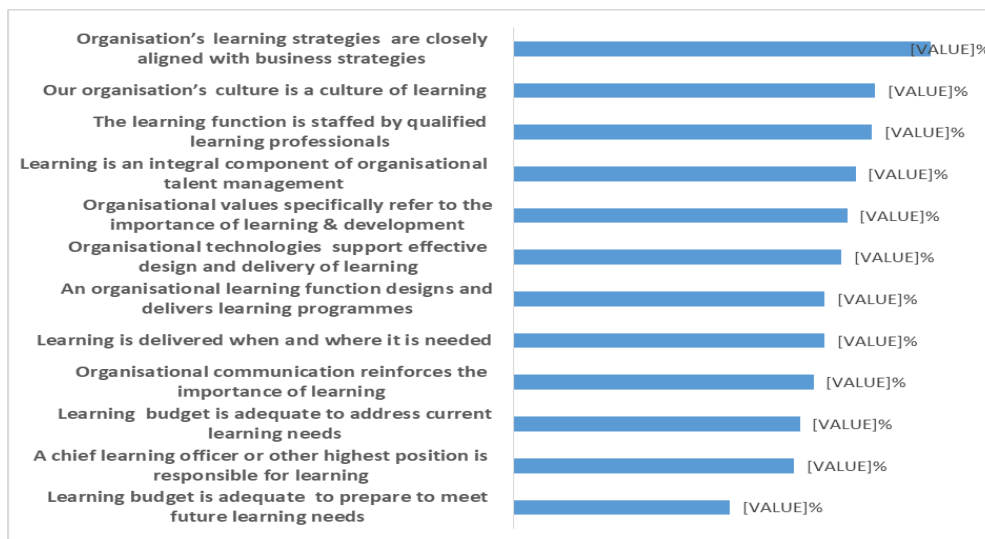 Organisation’s learning strategies are closely
aligned with business strategies
[VALUE]%
Our organisation’s culture is a culture of learning
[VALUE]%
The learning function is staffed by qualified
learning professionals
[VALUE]%
Learning is an integral component of organisational
talent management
[VALUE]%
Organisational values specifically refer to the
importance of learning & development
[VALUE]%
Organisational technologies support effective
design and delivery of learning
[VALUE]%
An organisational learning function designs and
delivers learning programmes
[VALUE]%
Learning is delivered when and where it is needed
[VALUE]%
Organisational communication reinforces the
importance of learning
[VALUE]%
Learning budget is adequate to address current
learning needs
[VALUE]%
A chief learning officer or other highest position is
responsible for learning
[VALUE]%
Learning budget is adequate to prepare to meet
future learning needs
[VALUE]%